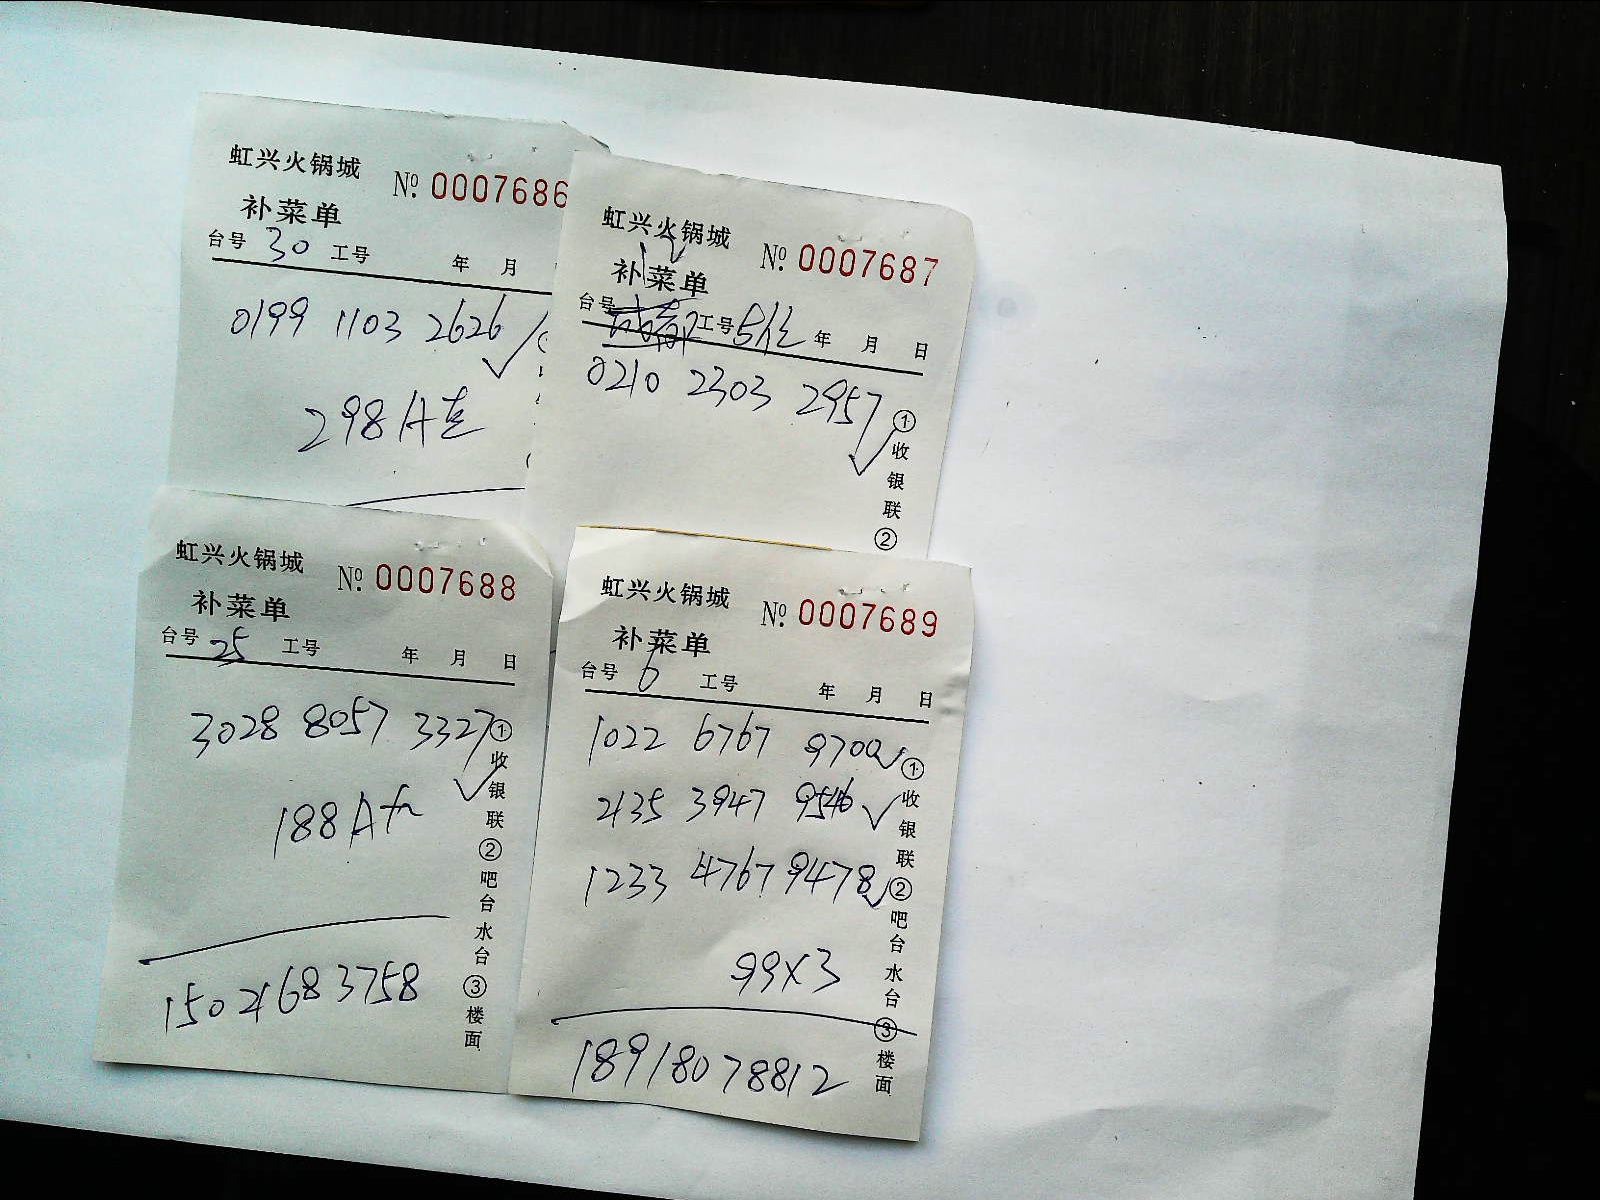 虹兴火锅城
No. 0007686
补菜单
台号 30 工号 年 月
0199 1103 2626
298A
虹兴火锅城
No. 0007687
补菜单
台号 工号 年 月 日
0210 2303 2957
①收银联②
虹兴火锅城
No. 0007688
补菜单
台号 25 工号 年 月 日
3028 8057 3327
188A
15021683758
①收银联②吧台水台③楼面
虹兴火锅城
No. 0007689
补菜单
台号 6 工号 年 月 日
1022 6767 9700
2135 3947 9546
1233 4767 9478
99×3
18918078812
①收银联②吧台水台③楼面